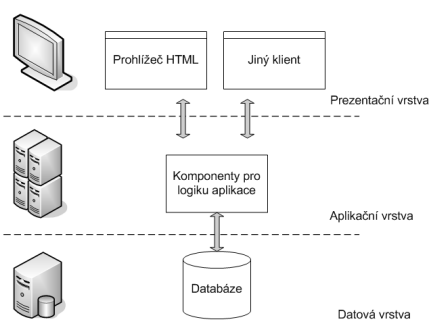 Prohlížeč HTML
Jiný klient
Prezentační vrstva
Komponenty pro
logiku aplikace
Aplikační vrstva
Databáze
Datová vrstva